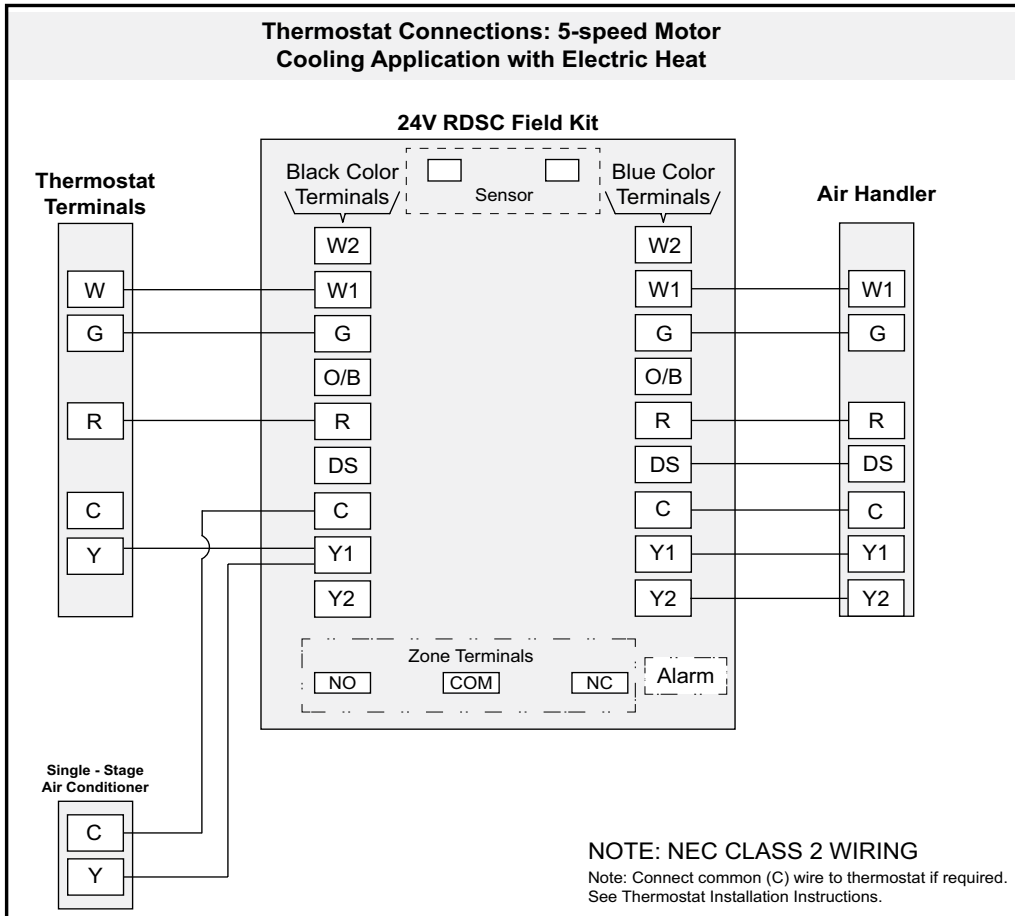 Thermostat Connections: 5-speed Motor
Cooling Application with Electric Heat
24V RDSC Field Kit
Thermostat
Terminals
W
G
R
C
Y
Black Color
Terminals
Sensor
Blue Color
Terminals
W2
W1
G
O/B
R
DS
C
Y1
Y2
W2
W1
G
O/B
R
DS
C
Y1
Y2
Air Handler
W1
G
R
DS
C
Y1
Y2
Zone Terminals
NO
COM
NC
Alarm
Single - Stage
Air Conditioner
C
Y
NOTE: NEC CLASS 2 WIRING
Note: Connect common (C) wire to thermostat if required.
See Thermostat Installation Instructions.